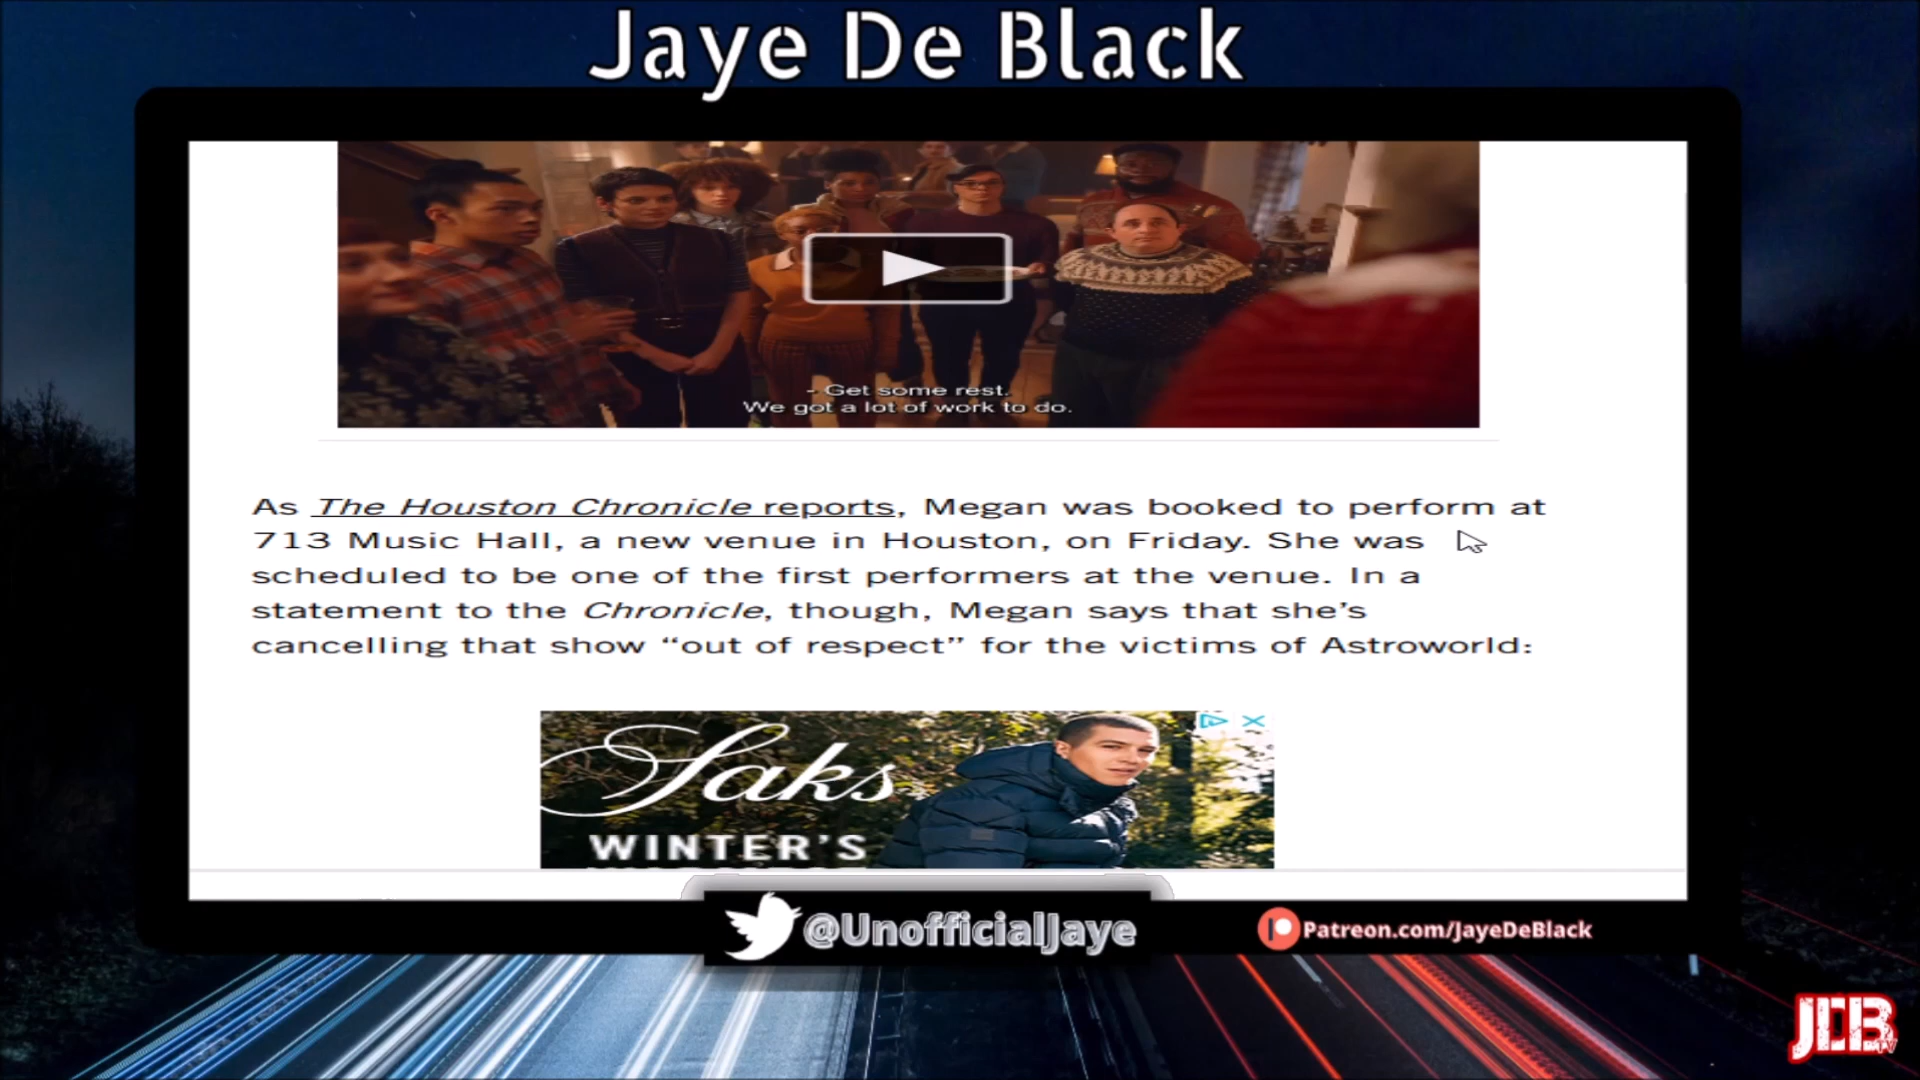 Jaye De Black
- Get some rest.
We got a lot of work to do.
As The Houston Chronicle reports, Megan was booked to perform at
713 Music Hall, a new venue in Houston, on Friday. She was
scheduled to be one of the first performers at the venue. In a
statement to the Chronicle, though, Megan says that she’s
cancelling that show “out of respect” for the victims of Astroworld:
Saks
WINTER’S
@UnofficialJaye
Patreon.com/JayeDeBlack
JDB
TV